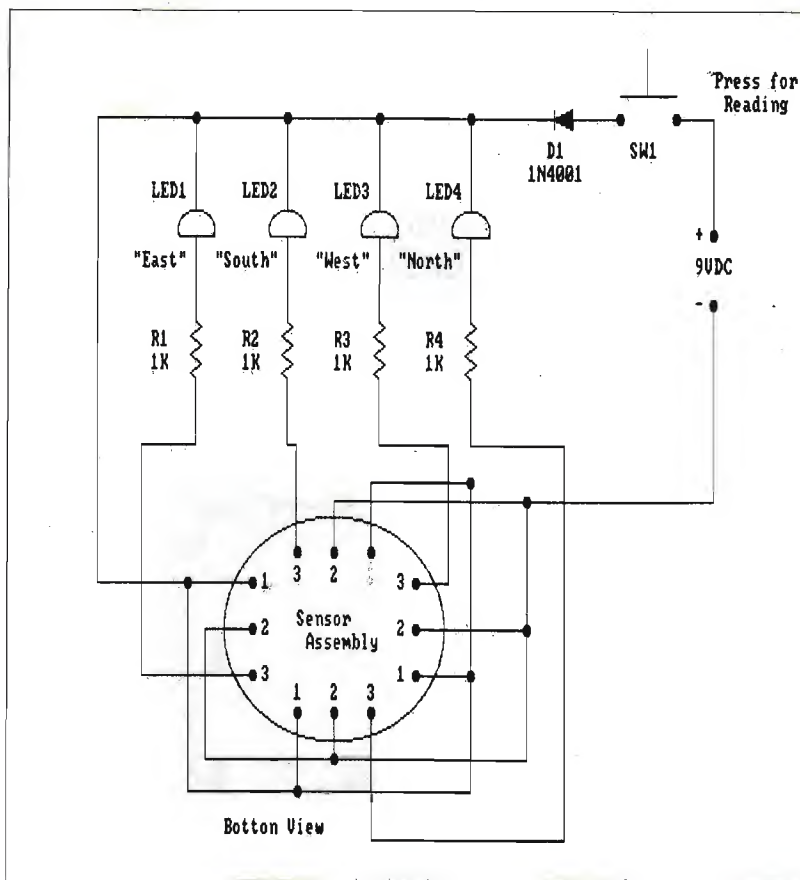 Press for
Reading
D1
1N4001
SW1
LED1
LED2
LED3
LED4
"East"
"South"
"West"
"North"
+
9VDC
-
R1
1K
R2
1K
R3
1K
R4
1K
3
2
1
3
2
2
3
1
Sensor
Assembly
1
2
3
Botton View